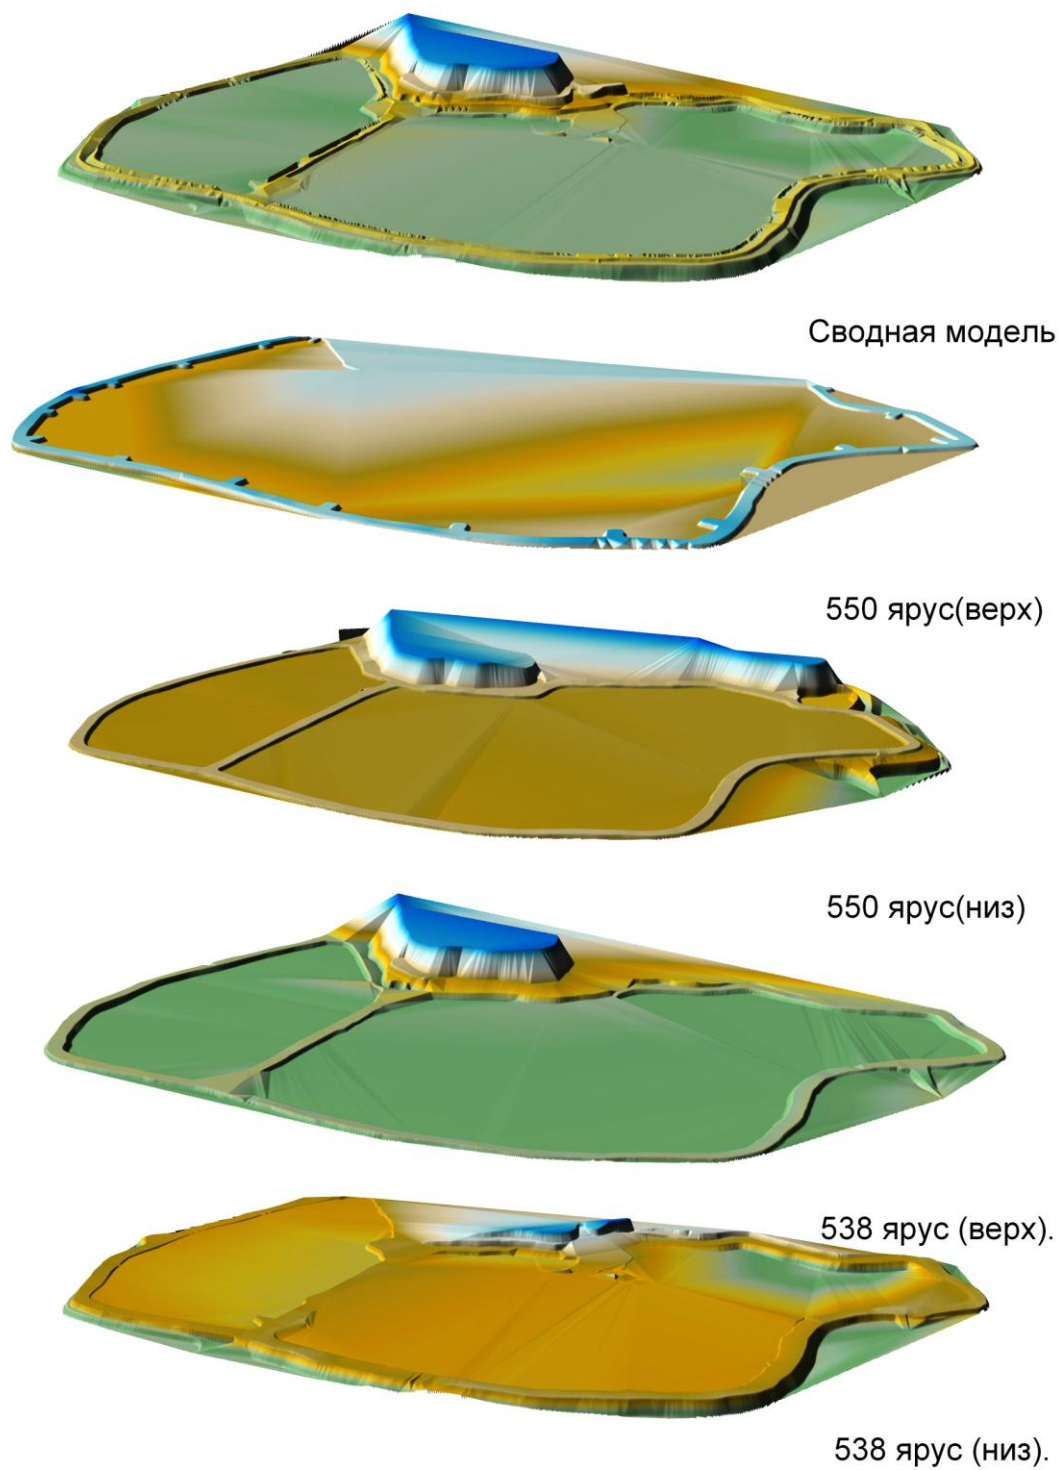 Сводная модель
550 ярус(верх)
550 ярус(низ)
538 ярус (верх).
538 ярус (низ).